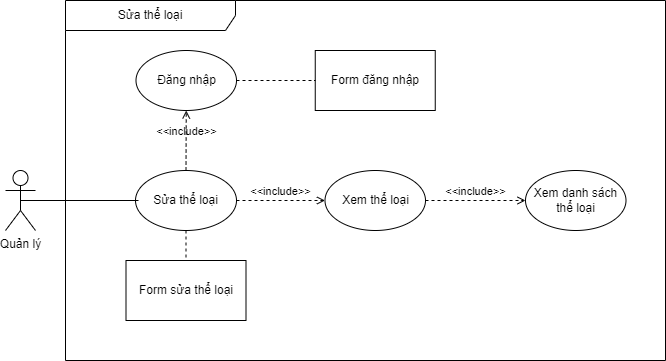 Sửa thể loại
Đăng nhập
Form đăng nhập
<<include>>
Sửa thể loại
<<include>>
Xem thể loại
<<include>>
Xem danh sách
thể loại
Quản lý
Form sửa thể loại